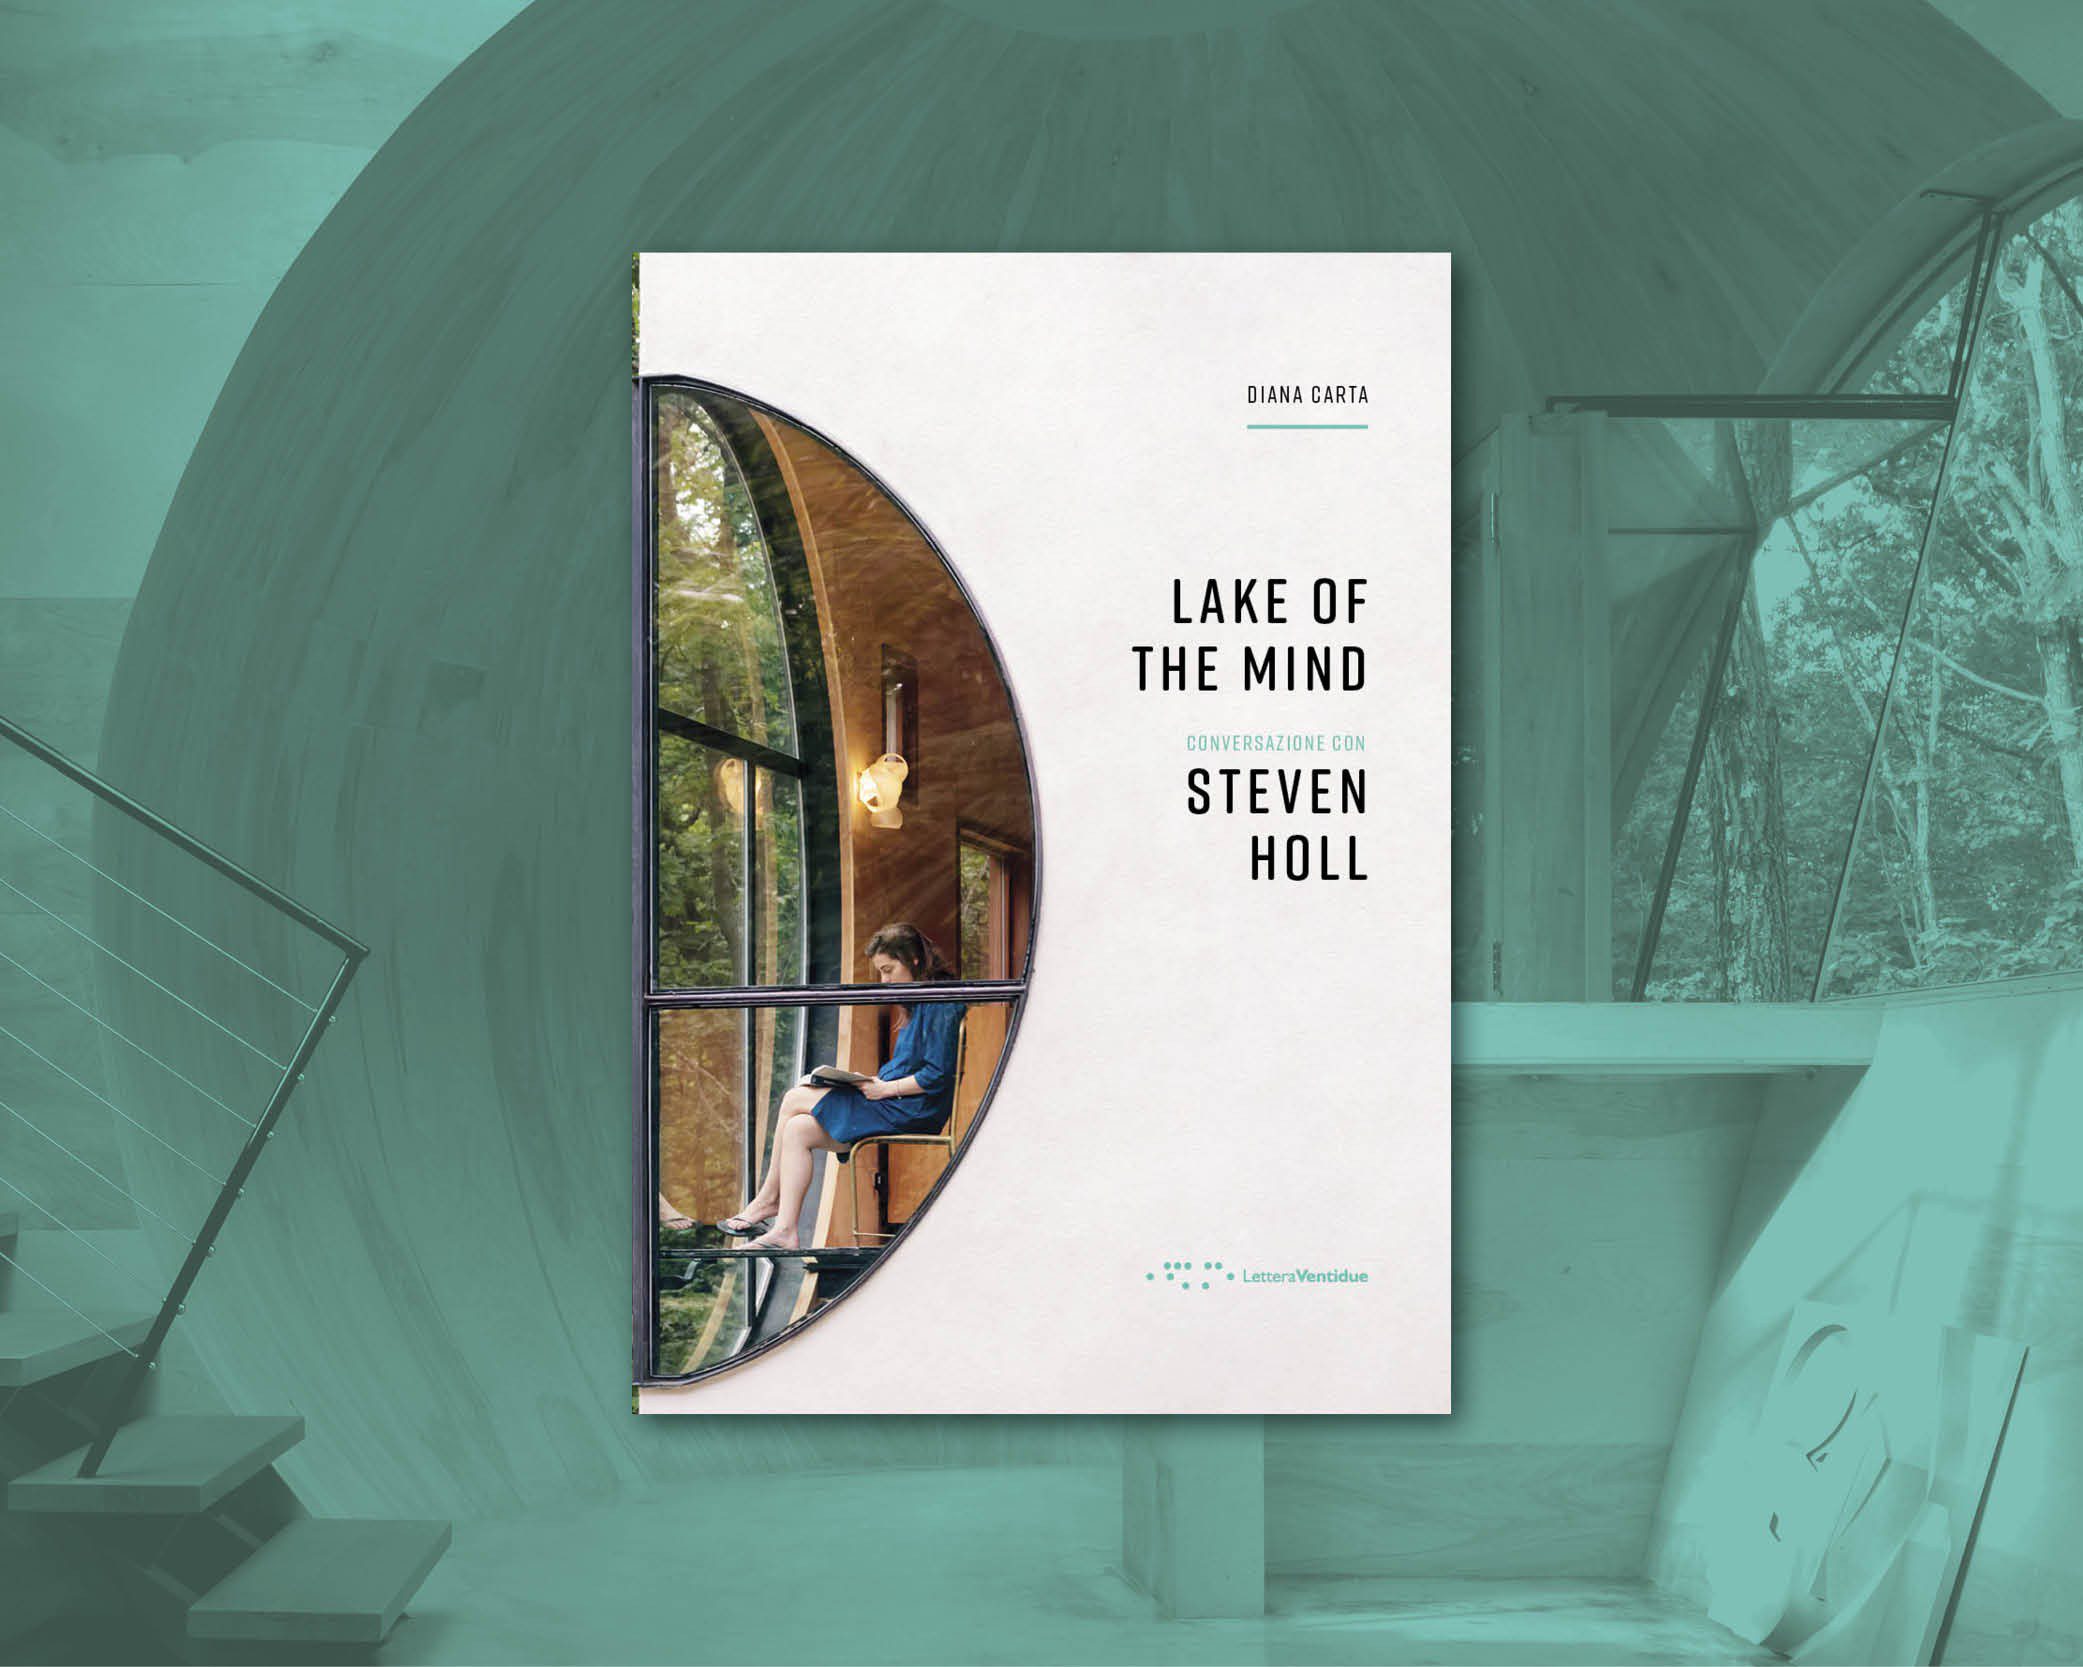 DIANA CARTA
LAKE OF
THE MIND
CONVERSAZIONE CON
STEVEN
HOLL
LetteraVentidue